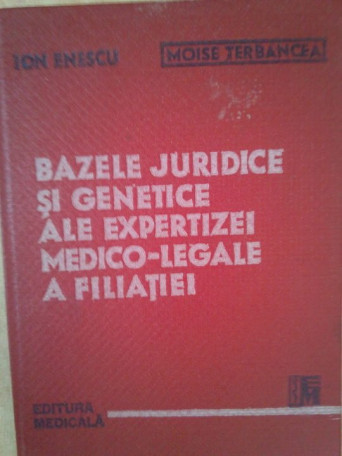 ION ENESCU
MOISE TERBANCEA
BAZELE JURIDICE
ȘI GENETICE
ALE EXPERTIZEI
MEDICO-LEGALE
A FILIAȚIEI
EDITURA
MEDICALĂ